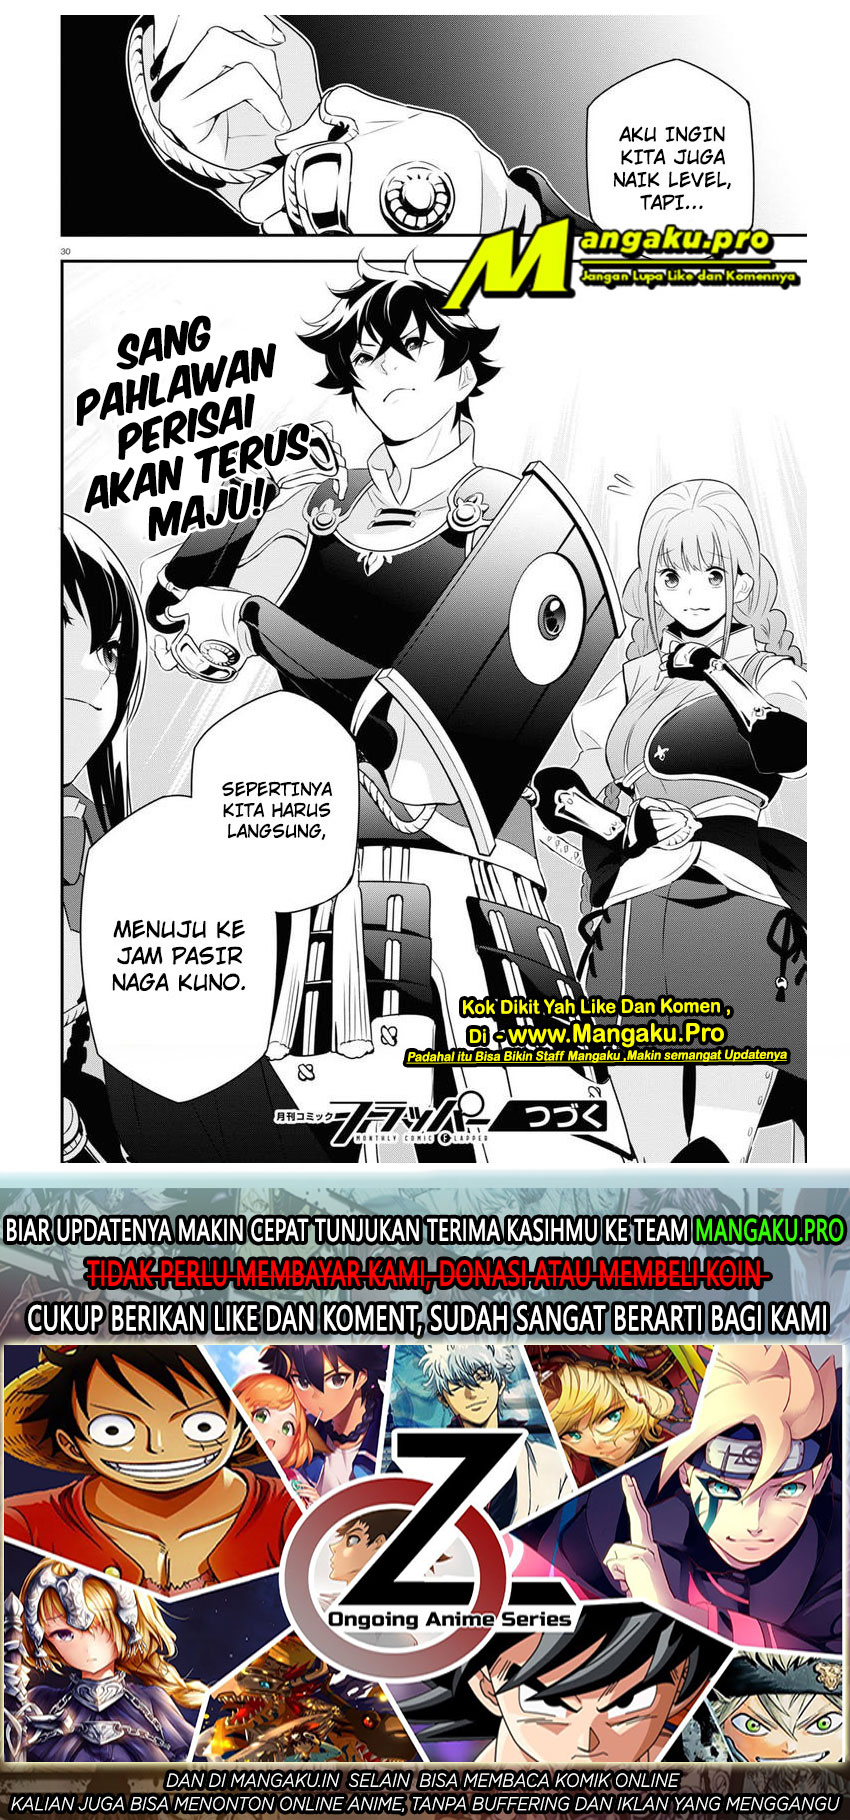 AKU INGIN
KITA JUGA
NAIK LEVEL,
TAPI...
30
Mangaku.pro
Jangan Lupa Like dan Komennya
SANG
PAHLAWAN
PERISAI
AKAN TERUS
MAJU!
SEPERTINYA
KITA HARUS
LANGSUNG,
MENUJU KE
JAM PASIR
NAGA KUNO.
Kok Dikit Yah Like Dan Komen ,
Di - www.Mangaku.Pro
Padahal itu Bisa Bikin Staff Mangaku ,Makin semangat Updatenya
月刊コミック フラッパー つづく
MONTHLY COMIC FLAPPER
BIAR UPDATENYA MAKIN CEPAT TUNJUKAN TERIMA KASIHMU KE TEAM MANGAKU.PRO
TIDAK PERLU MEMBAYAR KAMI, DONASI ATAU MEMBELI KOIN
CUKUP BERIKAN LIKE DAN KOMENT, SUDAH SANGAT BERARTI BAGI KAMI
Z
Ongoing Anime Series
DAN DI MANGAKU.IN SELAIN BISA MEMBACA KOMIK ONLINE
KALIAN JUGA BISA MENONTON ONLINE ANIME, TANPA BUFFERING DAN IKLAN YANG MENGGANGU